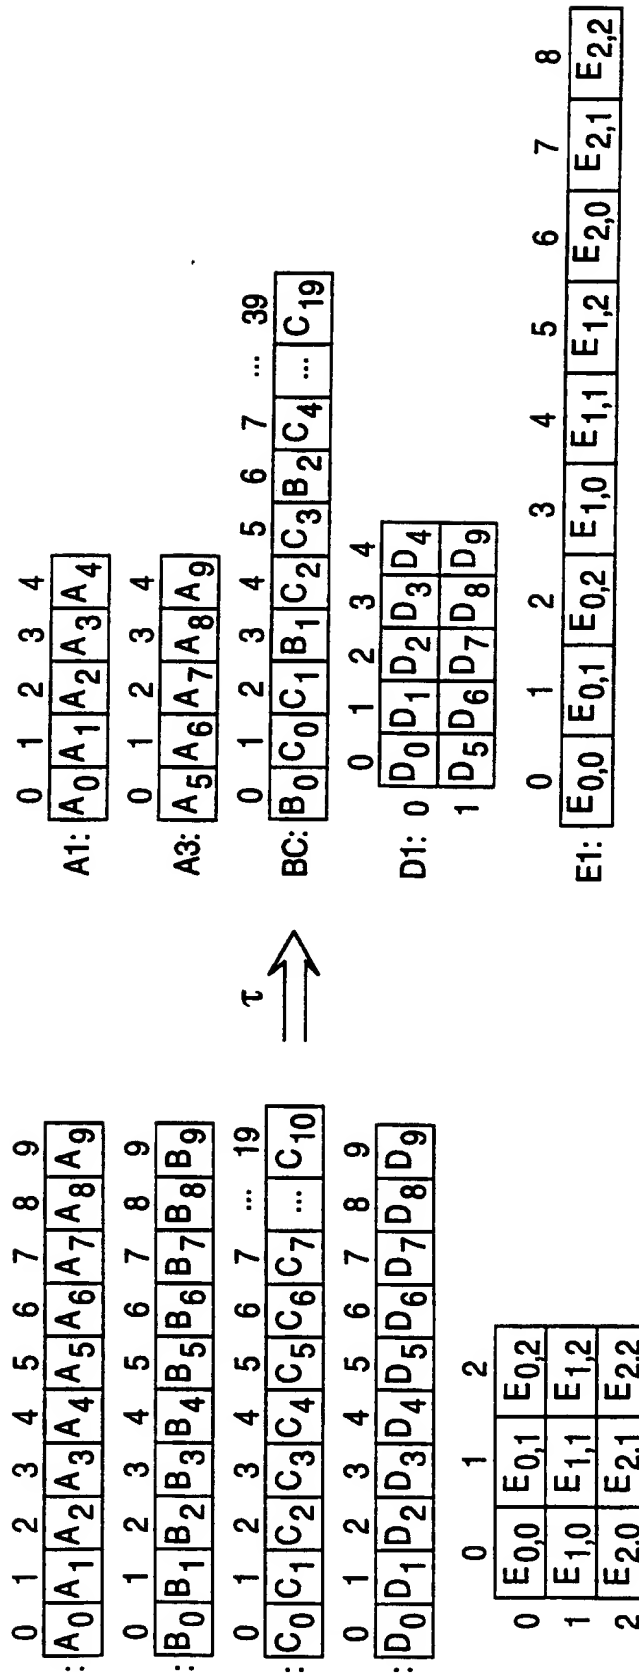 0 1 2 3 4 5 6 7 8 9
: A0 A1 A2 A3 A4 A5 A6 A7 A8 A9
0 1 2 3 4 5 6 7 8 9
: B0 B1 B2 B3 B4 B5 B6 B7 B8 B9
0 1 2 3 4 5 6 7 ... 19
: C0 C1 C2 C3 C4 C5 C6 C7 ... C10
0 1 2 3 4 5 6 7 8 9
: D0 D1 D2 D3 D4 D5 D6 D7 D8 D9
0 1 2
0 E0,0 E0,1 E0,2
1 E1,0 E1,1 E1,2
2 E2,0 E2,1 E2,2
τ
0 1 2 3 4
A1: A0 A1 A2 A3 A4
0 1 2 3 4
A3: A5 A6 A7 A8 A9
0 1 2 3 4 5 6 7 ... 39
BC: B0 C0 C1 B1 C2 C3 B2 C4 ... C19
0 1 2 3 4
D1: 0 D0 D1 D2 D3 D4
1 D5 D6 D7 D8 D9
0 1 2 3 4 5 6 7 8
E1: E0,0 E0,1 E0,2 E1,0 E1,1 E1,2 E2,0 E2,1 E2,2